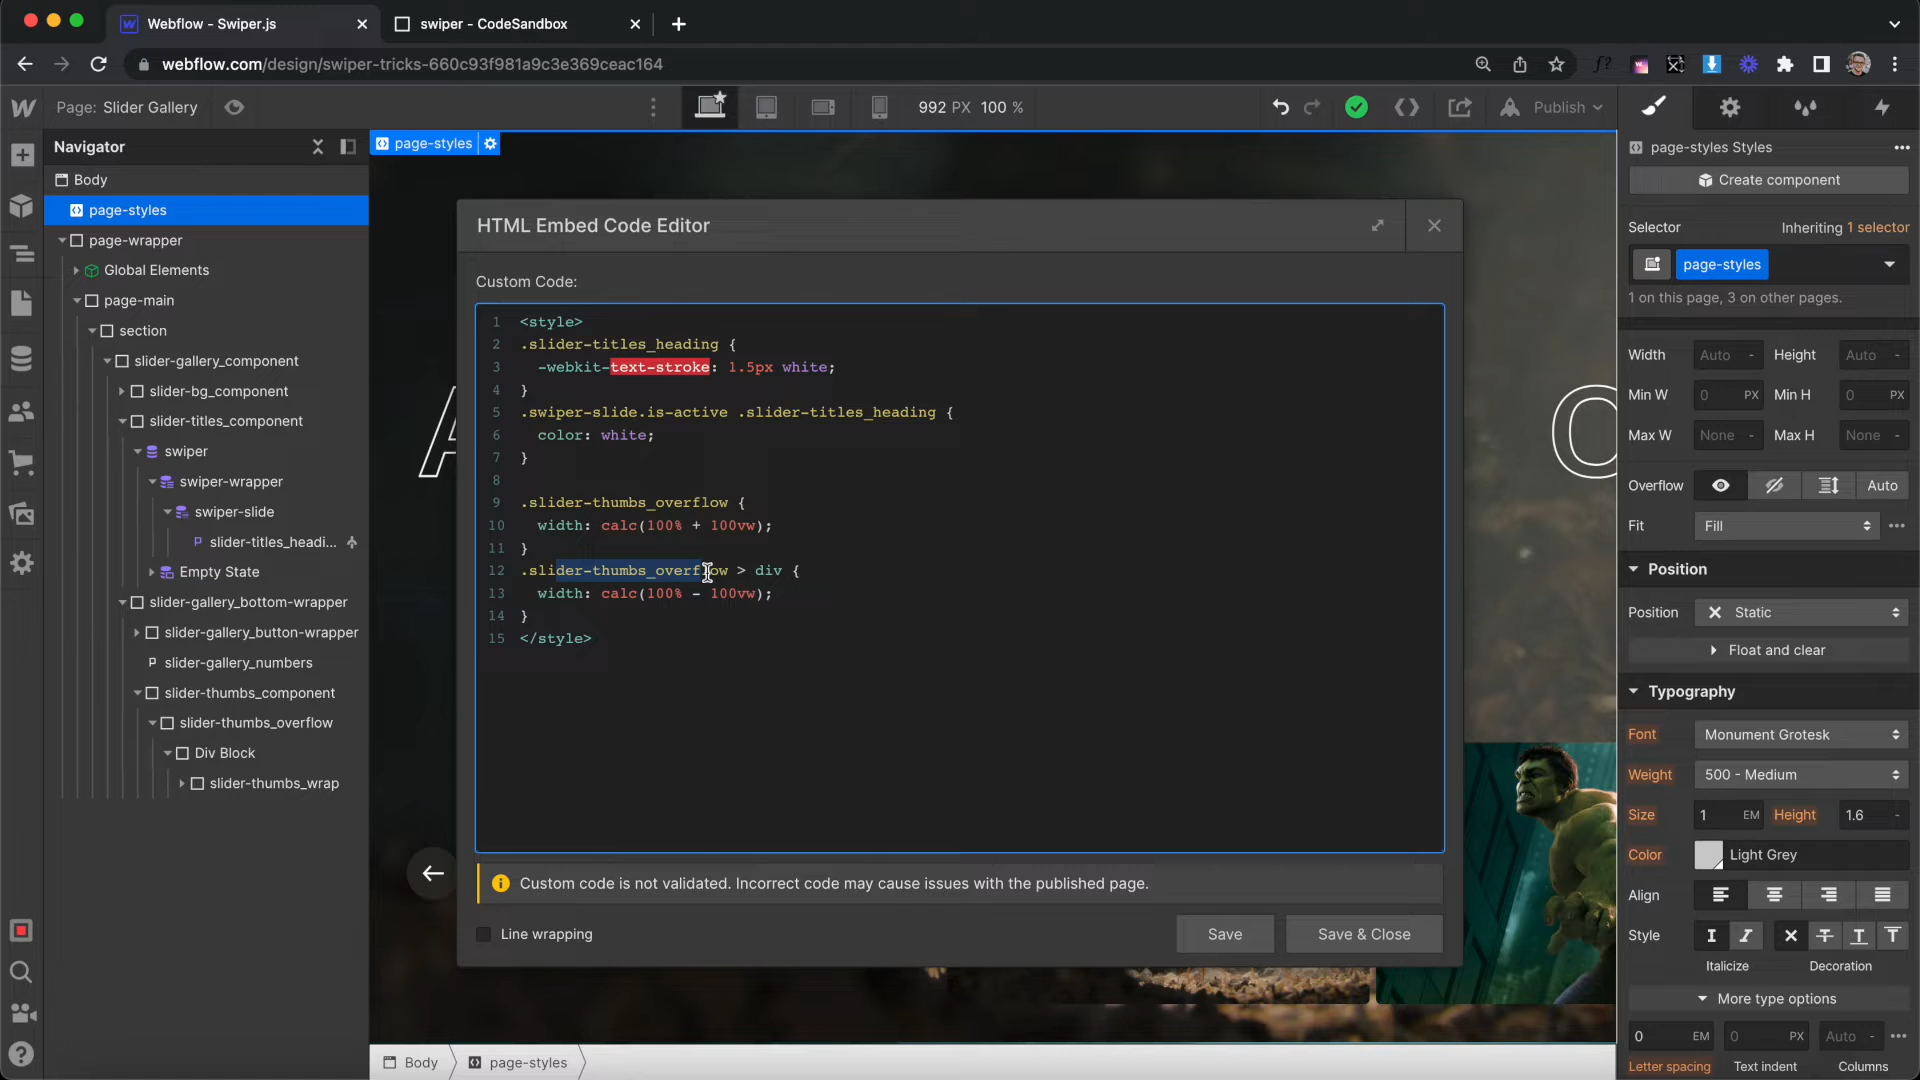 Webflow - Swiper.js
swiper - CodeSandbox
webflow.com/design/swiper-tricks-660c93f981a9c3e369ceac164
Page: Slider Gallery
992 PX 100 %
Publish
Navigator
Body
page-styles
page-wrapper
Global Elements
page-main
section
slider-gallery_component
slider-bg_component
slider-titles_component
swiper
swiper-wrapper
swiper-slide
slider-titles_headi...
Empty State
slider-gallery_bottom-wrapper
slider-gallery_button-wrapper
slider-gallery_numbers
slider-thumbs_component
slider-thumbs_overflow
Div Block
slider-thumbs_wrap
page-styles
HTML Embed Code Editor
Custom Code:
1 <style>
2 .slider-titles_heading {
3 -webkit-text-stroke: 1.5px white;
4 }
5 .swiper-slide.is-active .slider-titles_heading {
6 color: white;
7 }
8
9 .slider-thumbs_overflow {
10 width: calc(100% + 100vw);
11 }
12 .slider-thumbs_overflow > div {
13 width: calc(100% - 100vw);
14 }
15 </style>
Custom code is not validated. Incorrect code may cause issues with the published page.
Line wrapping
Save
Save & Close
Body
page-styles
page-styles Styles
Create component
Selector Inheriting 1 selector
page-styles
1 on this page, 3 on other pages.
Width Auto - Height Auto -
Min W 0 PX Min H 0 PX
Max W None - Max H None -
Overflow Auto
Fit Fill
Position
Position Static
Float and clear
Typography
Font Monument Grotesk
Weight 500 - Medium
Size 1 EM Height 1.6 -
Color Light Grey
Align
Style
Italicize Decoration
More type options
0 EM 0 PX Auto -
Letter spacing Text indent Columns